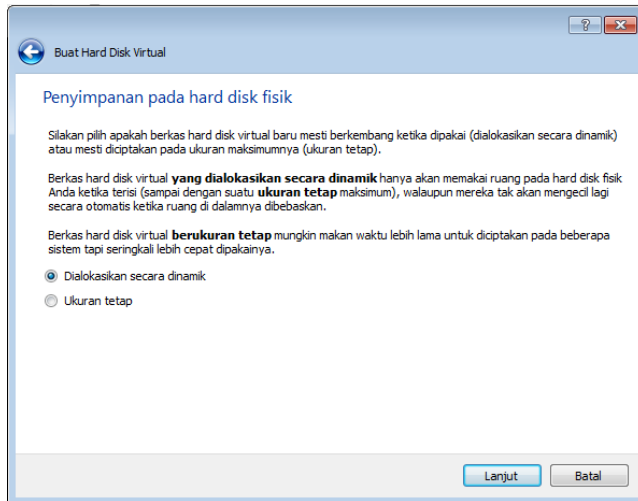 Buat Hard Disk Virtual
Penyimpanan pada hard disk fisik
Silakan pilih apakah berkas hard disk virtual baru mesti berkembang ketika dipakai (dialokasikan secara dinamik)
atau mesti diciptakan pada ukuran maksimumnya (ukuran tetap).
Berkas hard disk virtual yang dialokasikan secara dinamik hanya akan memakai ruang pada hard disk fisik
Anda ketika terisi (sampai dengan suatu ukuran tetap maksimum), walaupun mereka tak akan mengecil lagi
secara otomatis ketika ruang di dalamnya dibebaskan.
Berkas hard disk virtual berukuran tetap mungkin makan waktu lebih lama untuk diciptakan pada beberapa
sistem tapi seringkali lebih cepat dipakainya.
Dialokasikan secara dinamik
Ukuran tetap
Lanjut
Batal